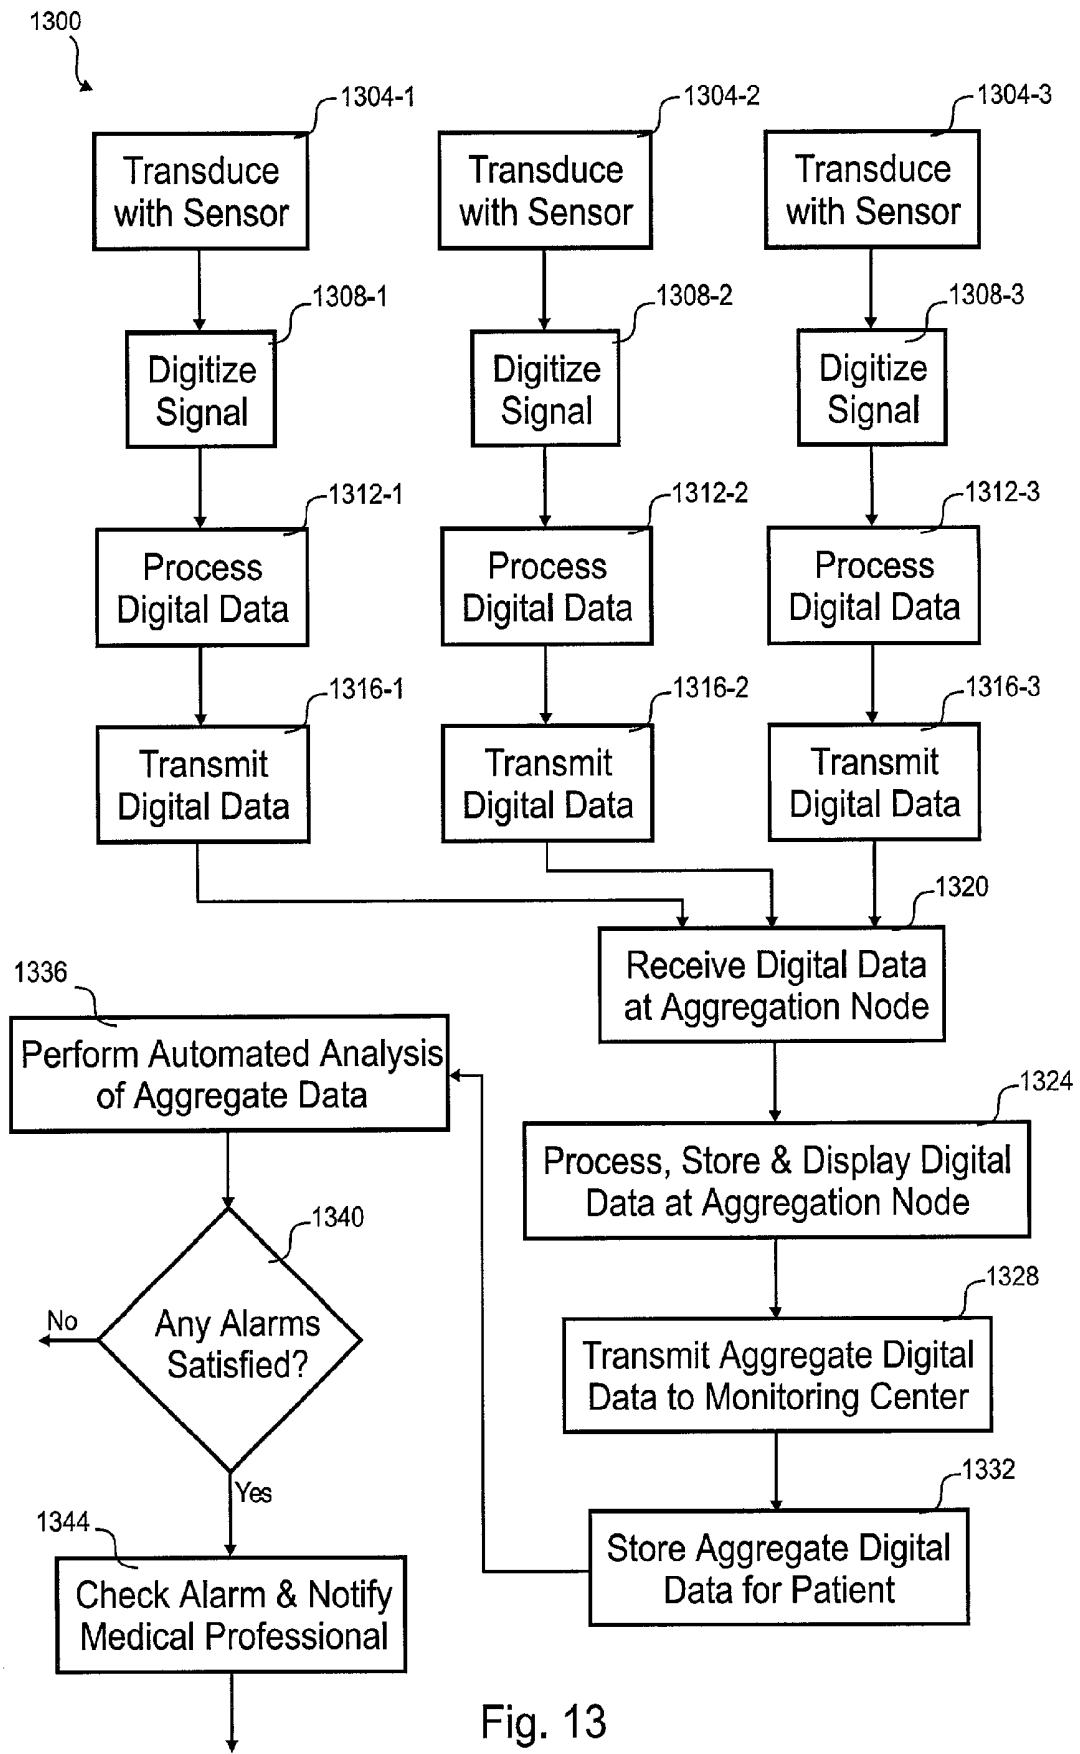 1300
1304-1
1304-2
1304-3
Transduce
with Sensor
Transduce
with Sensor
Transduce
with Sensor
1308-1
1308-2
1308-3
Digitize
Signal
Digitize
Signal
Digitize
Signal
1312-1
1312-2
1312-3
Process
Digital Data
Process
Digital Data
Process
Digital Data
1316-1
1316-2
1316-3
Transmit
Digital Data
Transmit
Digital Data
Transmit
Digital Data
1320
Receive Digital Data
at Aggregation Node
1324
Process, Store & Display Digital
Data at Aggregation Node
1328
Transmit Aggregate Digital
Data to Monitoring Center
1332
Store Aggregate Digital
Data for Patient
1336
Perform Automated Analysis
of Aggregate Data
1340
Any Alarms
Satisfied?
No
Yes
1344
Check Alarm & Notify
Medical Professional
Fig. 13